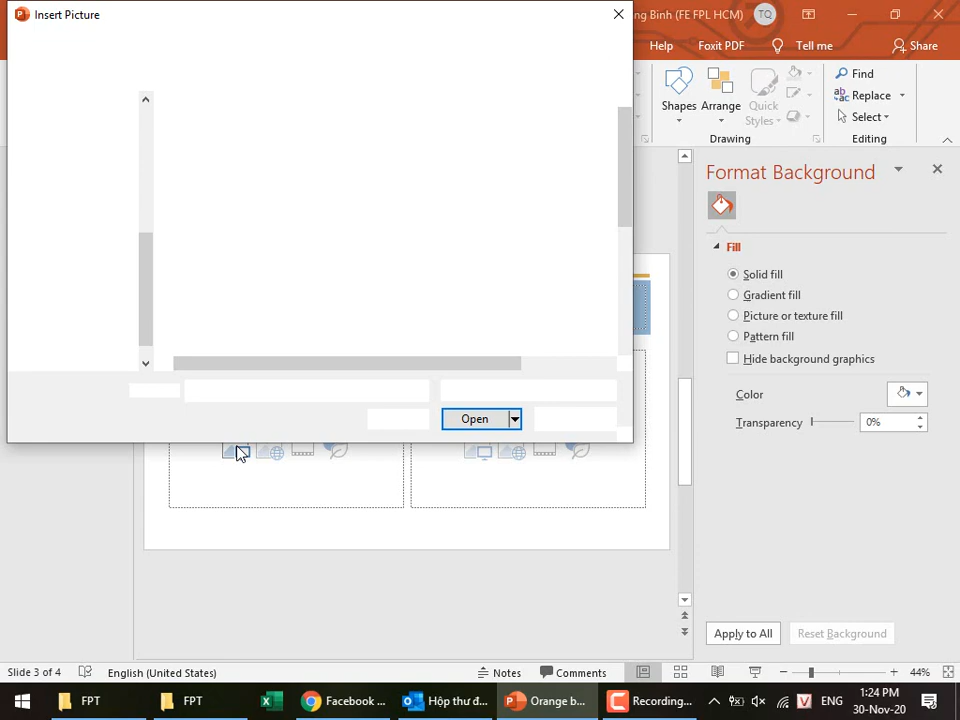 Insert Picture
ng Binh (FE FPL HCM)
TQ
Help
Foxit PDF
Tell me
Share
Shapes
Arrange
Quick
Styles
Find
Replace
Select
Drawing
Editing
Format Background
Fill
Solid fill
Gradient fill
Picture or texture fill
Pattern fill
Hide background graphics
Color
Transparency
0%
Open
Apply to All
Reset Background
Slide 3 of 4
English (United States)
Notes
Comments
44%
FPT
FPT
Facebook ...
Hộp thư đ...
Orange b...
Recording...
V
ENG
1:24 PM
30-Nov-20